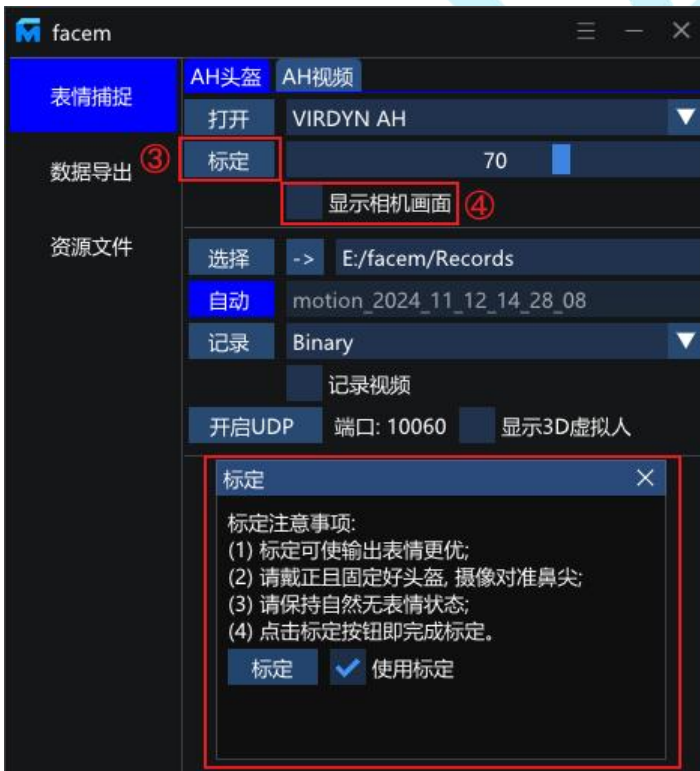 facem
表情捕捉
AH头盔 AH视频
打开 VIRDYN AH
③ 标定 70
数据导出
显示相机画面 ④
资源文件
选择 -> E:/facem/Records
自动 motion_2024_11_12_14_28_08
记录 Binary
记录视频
开启UDP 端口: 10060 显示3D虚拟人
标定
标定注意事项:
(1) 标定可使输出表情更优;
(2) 请戴正且固定好头盔, 摄像对准鼻尖;
(3) 请保持自然无表情状态;
(4) 点击标定按钮即完成标定。
标定 使用标定